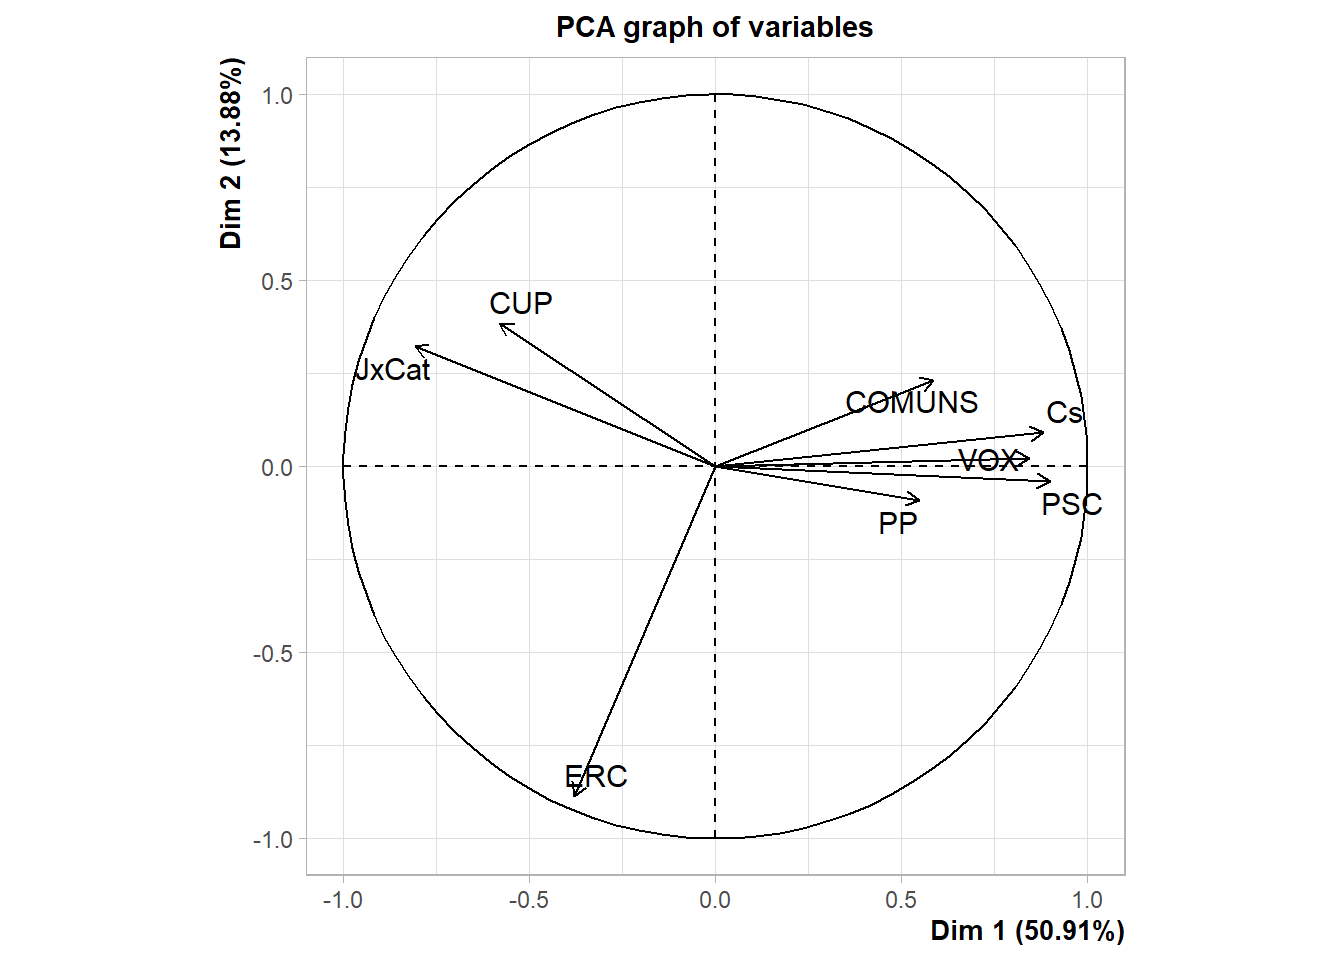 PCA graph of variables
Dim 2 (13.88%)
1.0
0.5
0.0
-0.5
-1.0
CUP
JxCat
COMUNS
Cs
VOX
PSC
PP
ERC
-1.0 -0.5 0.0 0.5 1.0
Dim 1 (50.91%)